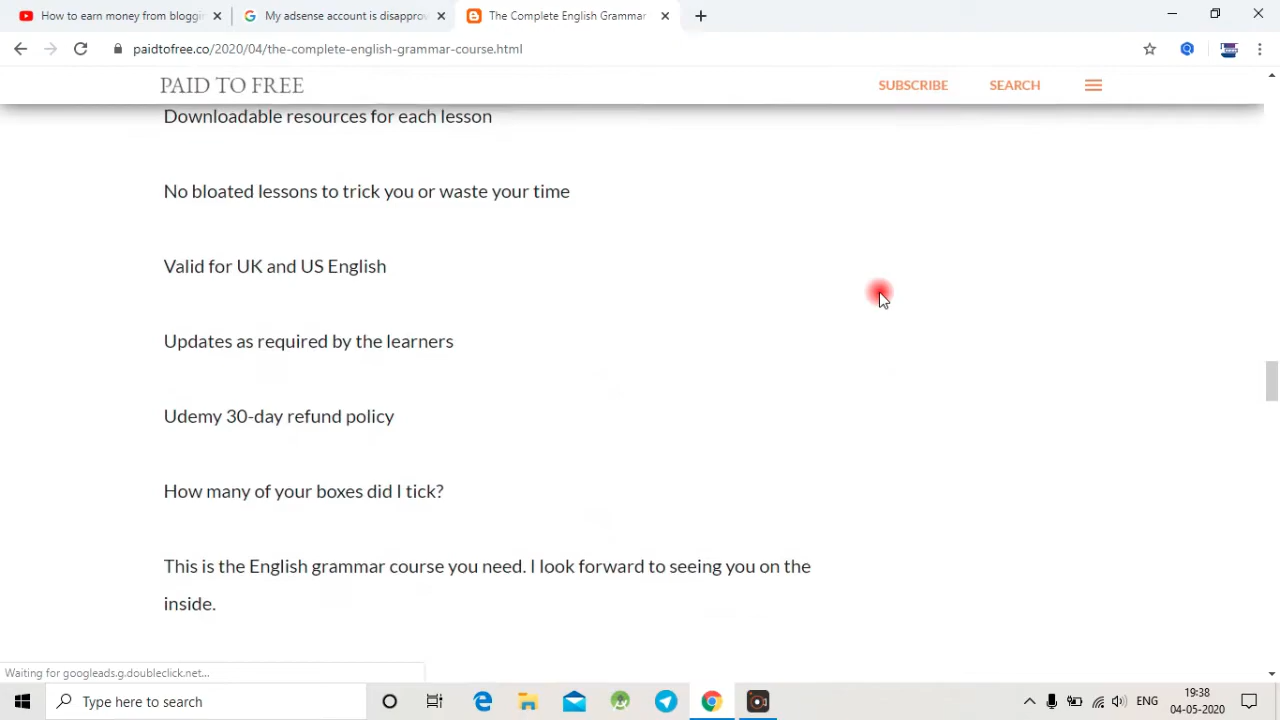 How to earn money from bloggi
My adsense account is disapprov
The Complete English Grammar
paidtofree.co/2020/04/the-complete-english-grammar-course.html
PAID TO FREE
SUBSCRIBE
SEARCH
Downloadable resources for each lesson
No bloated lessons to trick you or waste your time
Valid for UK and US English
Updates as required by the learners
Udemy 30-day refund policy
How many of your boxes did I tick?
This is the English grammar course you need. I look forward to seeing you on the
inside.
Waiting for googleads.g.doubleclick.net...
Type here to search
ENG
19:38
04-05-2020